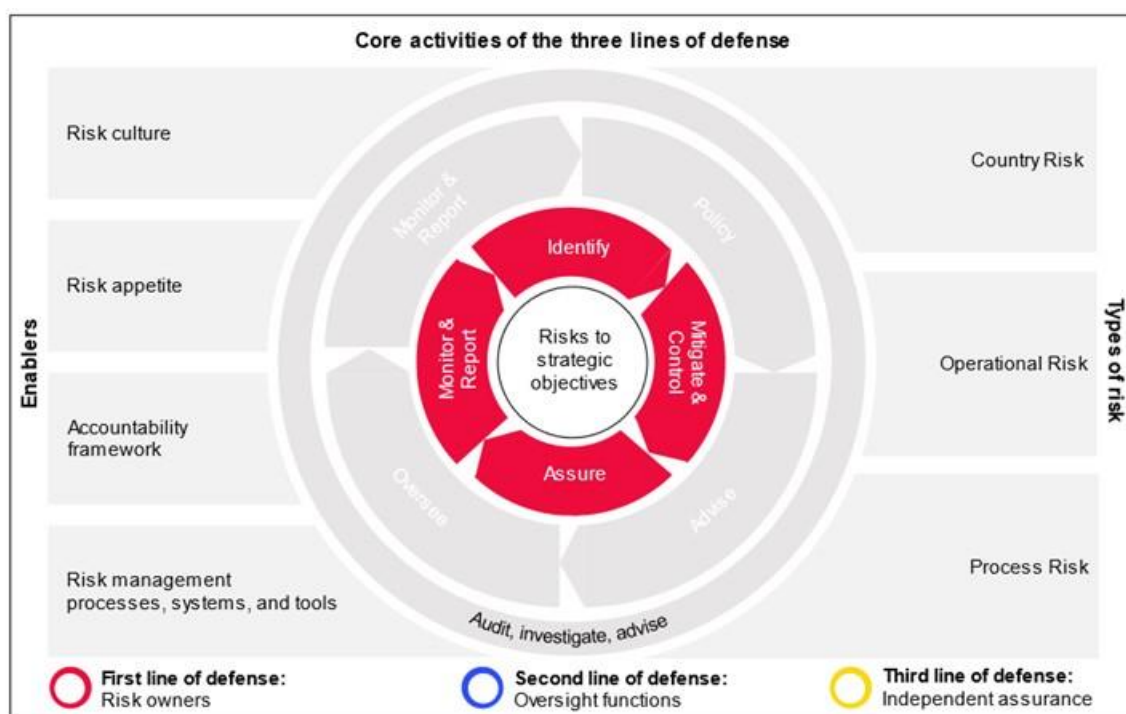 Core activities of the three lines of defense
Enablers
Risk culture
Risk appetite
Accountability
framework
Risk management
processes, systems, and tools
Monitor &
Report
Policy
Advise
Oversee
Identify
Mitigate &
Control
Assure
Monitor &
Report
Risks to
strategic
objectives
Audit, investigate, advise
Country Risk
Operational Risk
Process Risk
Types of risk
First line of defense:
Risk owners
Second line of defense:
Oversight functions
Third line of defense:
Independent assurance